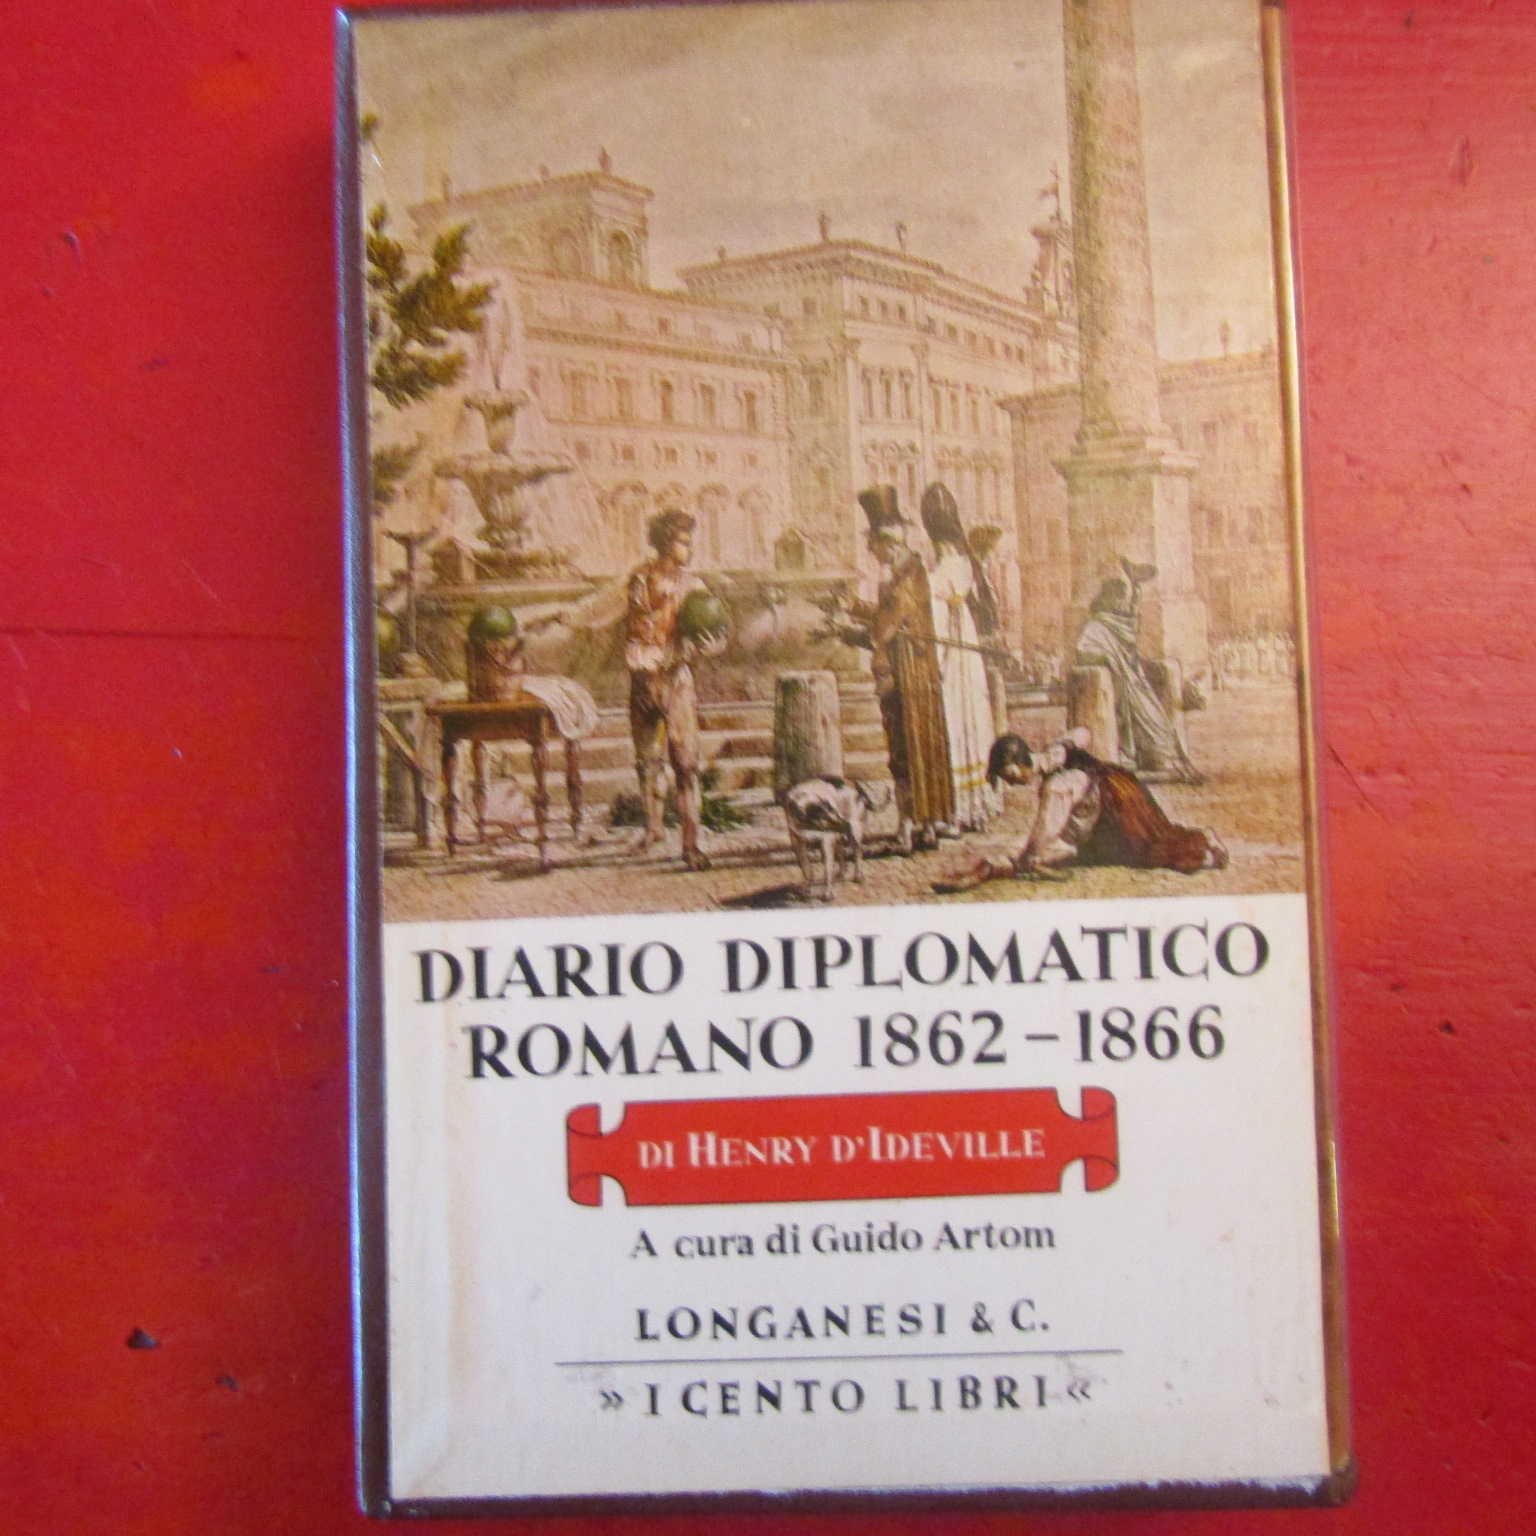 DIARIO DIPLOMATICO
ROMANO 1862–1866
DI HENRY D'IDEVILLE
A cura di Guido Artom
LONGANESI & C.
» I CENTO LIBRI «